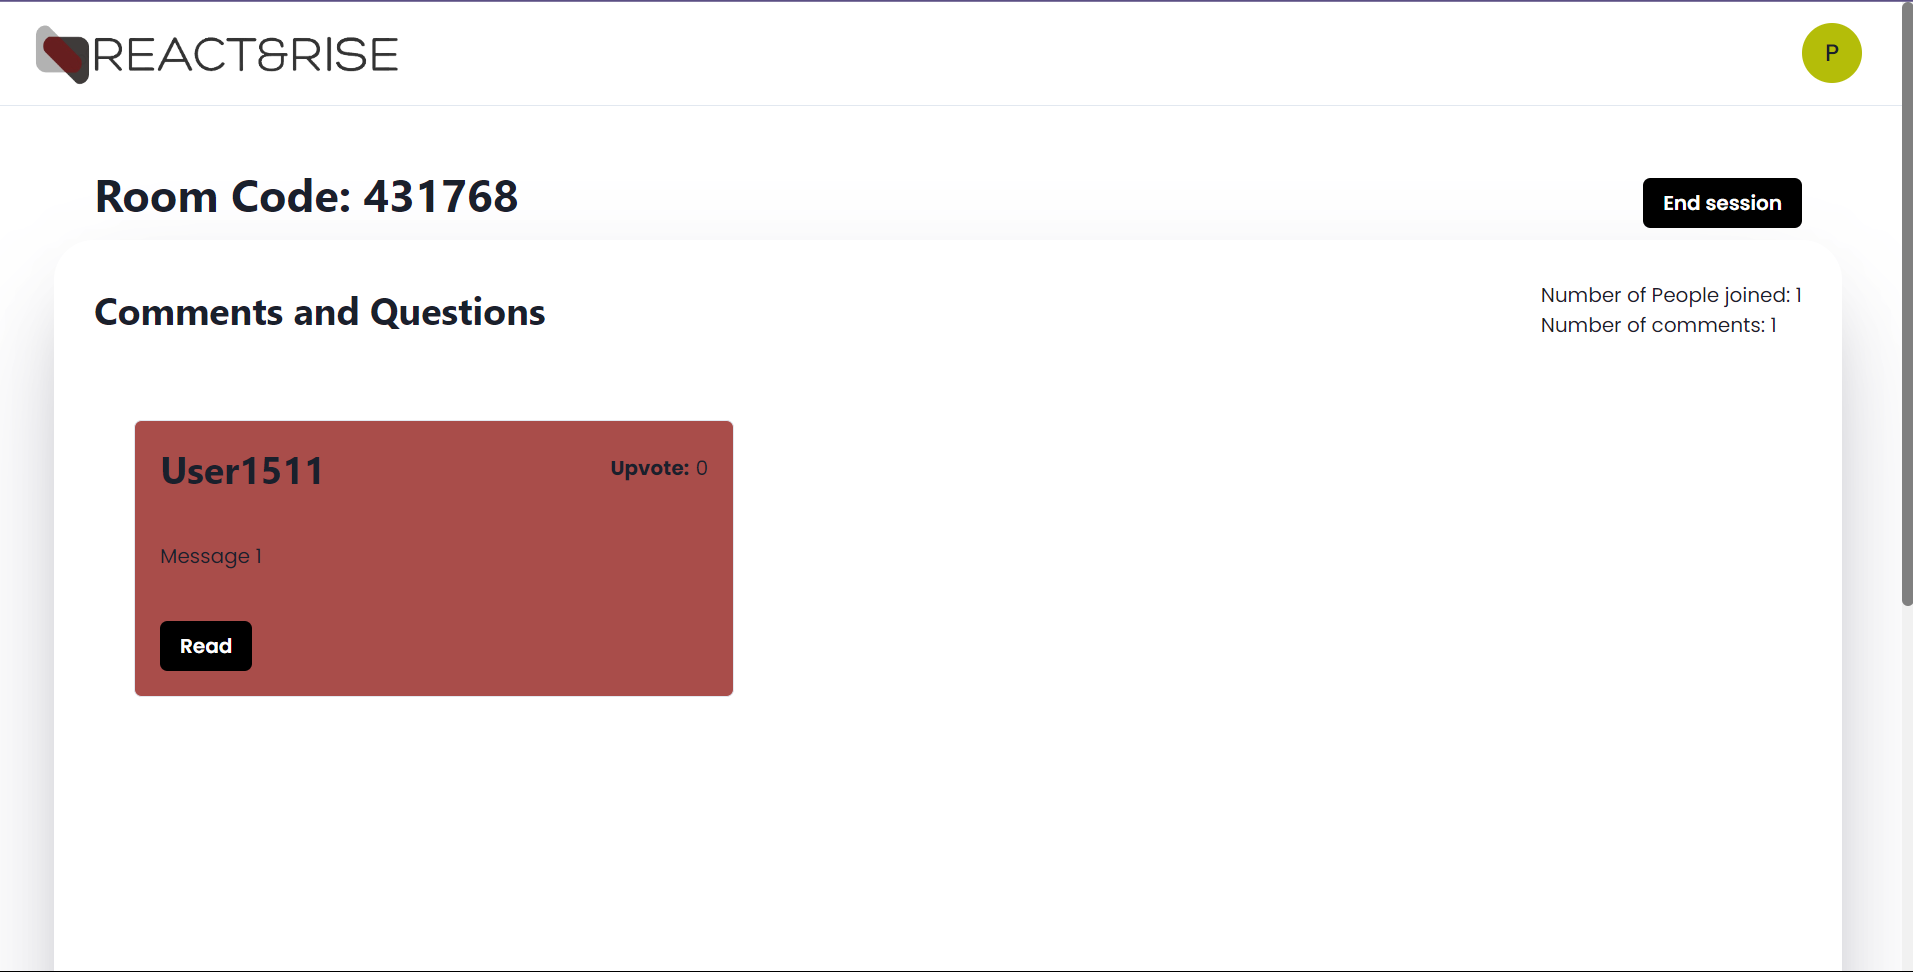 REACT&RISE
P
Room Code: 431768
End session
Comments and Questions
Number of People joined: 1
Number of comments: 1
User1511
Upvote: 0
Message 1
Read